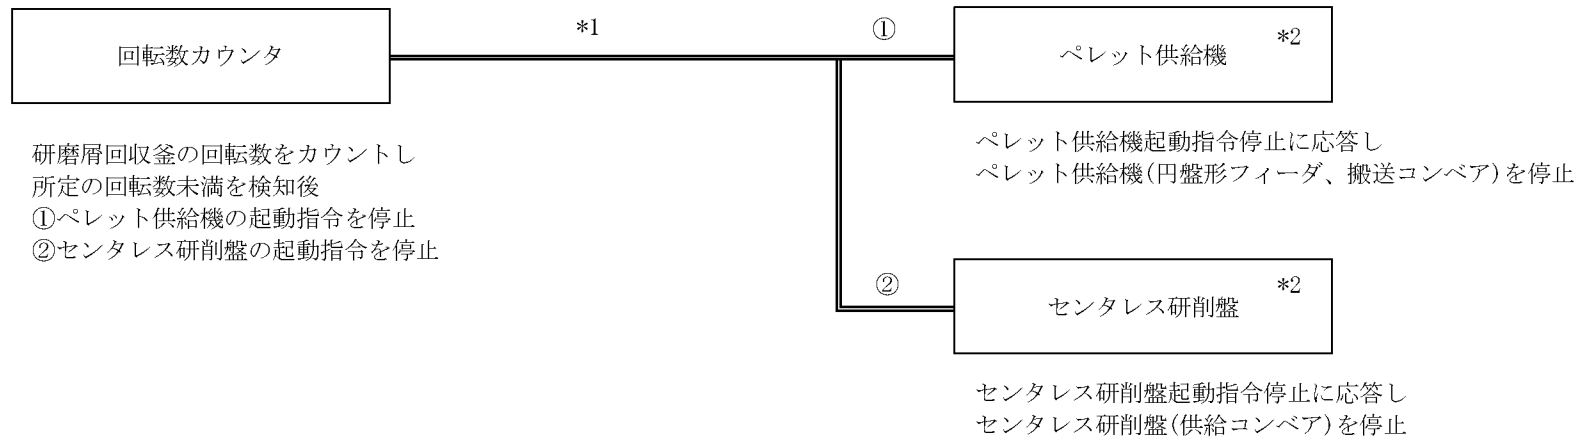 回転数カウンタ
*1
①
ペレット供給機
*2
研磨屑回収釜の回転数をカウントし
所定の回転数未満を検知後
①ペレット供給機の起動指令を停止
②センタレス研削盤の起動指令を停止
ペレット供給機起動指令停止に応答し
ペレット供給機(円盤形フィーダ、搬送コンベア)を停止
②
センタレス研削盤
*2
センタレス研削盤起動指令停止に応答し
センタレス研削盤(供給コンベア)を停止